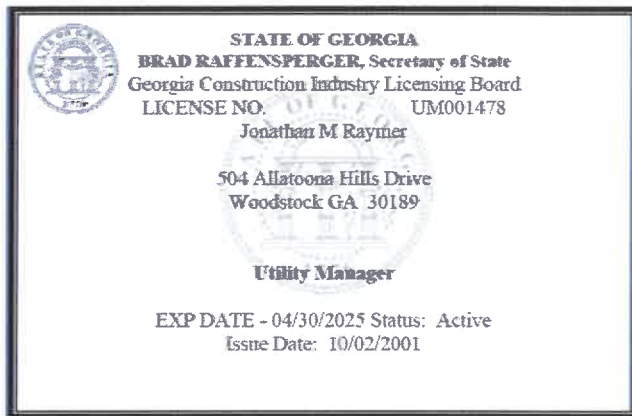 STATE OF GEORGIA
BRAD RAFFENSPERGER, Secretary of State
Georgia Construction Industry Licensing Board
LICENSE NO. UM001478
Jonathan M Raymer
504 Allatoona Hills Drive
Woodstock GA 30189
Utility Manager
EXP DATE - 04/30/2025 Status: Active
Issue Date: 10/02/2001